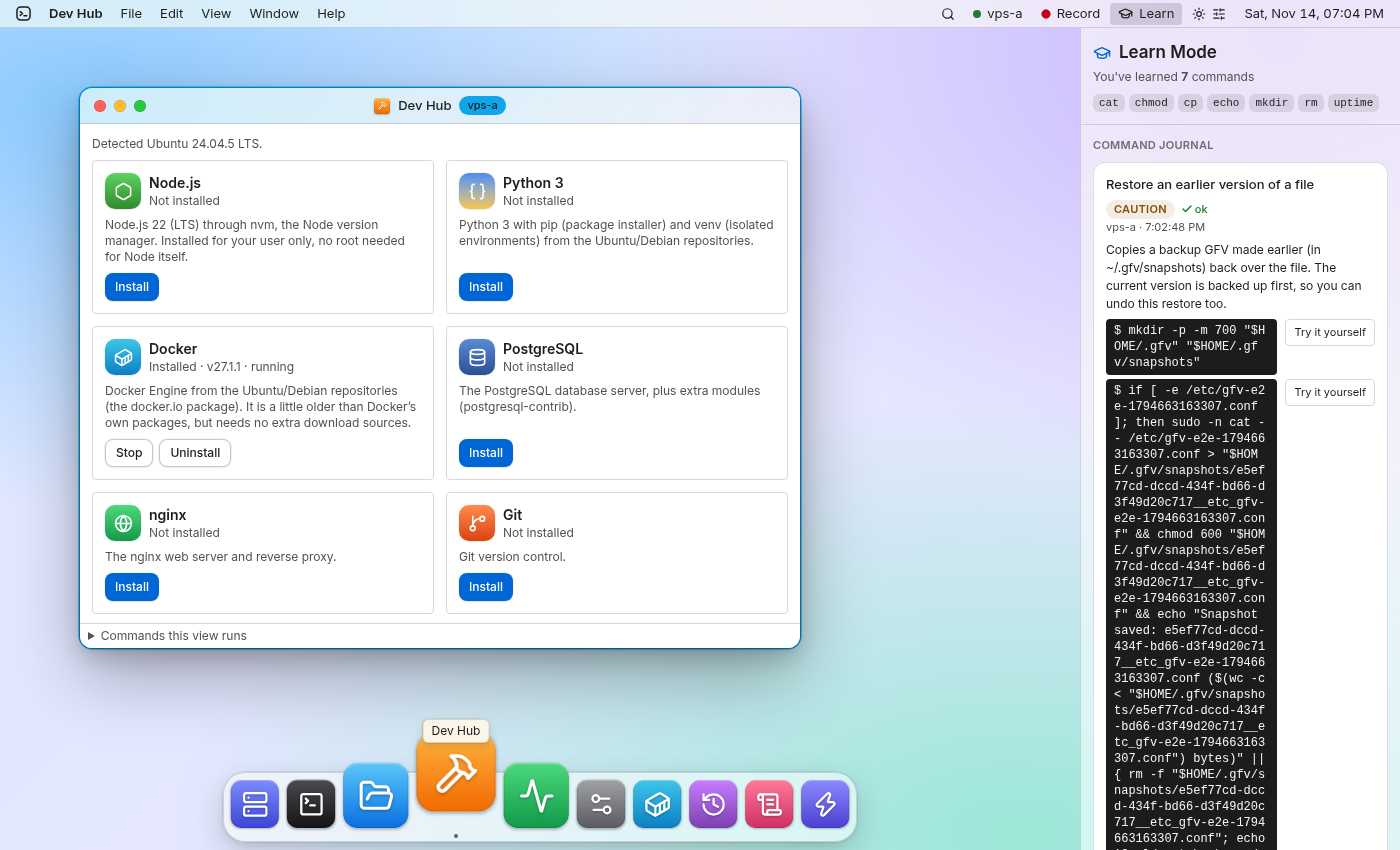 Dev Hub File Edit View Window Help vps-a Record Learn Sat, Nov 14, 07:04 PM
Dev Hub vps-a
Detected Ubuntu 24.04.5 LTS.
Node.js
Not installed
Node.js 22 (LTS) through nvm, the Node version
manager. Installed for your user only, no root needed
for Node itself.
Install
Python 3
Not installed
Python 3 with pip (package installer) and venv (isolated
environments) from the Ubuntu/Debian repositories.
Install
Docker
Installed · v27.1.1 · running
Docker Engine from the Ubuntu/Debian repositories
(the docker.io package). It is a little older than Docker's
own packages, but needs no extra download sources.
Stop Uninstall
PostgreSQL
Not installed
The PostgreSQL database server, plus extra modules
(postgresql-contrib).
Install
nginx
Not installed
The nginx web server and reverse proxy.
Install
Git
Not installed
Git version control.
Install
Commands this view runs
Dev Hub
Learn Mode
You've learned 7 commands
cat chmod cp echo mkdir rm uptime
COMMAND JOURNAL
Restore an earlier version of a file
CAUTION ok
vps-a · 7:02:48 PM
Copies a backup GFV made earlier (in
~/.gfv/snapshots) back over the file. The
current version is backed up first, so you can
undo this restore too.
$ mkdir -p -m 700 "$H
OME/.gfv" "$HOME/.gf
v/snapshots"
Try it yourself
$ if [ -e /etc/gfv-e2
e-1794663163307.conf
]; then sudo -n cat -
- /etc/gfv-e2e-179466
3163307.conf > "$HOM
E/.gfv/snapshots/e5ef
77cd-dccd-434f-bd66-d
3f49d20c717__etc_gfv-
e2e-1794663163307.con
f" && chmod 600 "$HOM
E/.gfv/snapshots/e5ef
77cd-dccd-434f-bd66-d
3f49d20c717__etc_gfv-
e2e-1794663163307.con
f" && echo "Snapshot
saved: e5ef77cd-dccd-
434f-bd66-d3f49d20c71
7__etc_gfv-e2e-179466
3163307.conf ($(wc -c
< "$HOME/.gfv/snapsho
ts/e5ef77cd-dccd-434f
-bd66-d3f49d20c717__e
tc_gfv-e2e-1794663163
307.conf") bytes)" ||
{ rm -f "$HOME/.gfv/s
napshots/e5ef77cd-dcc
d-434f-bd66-d3f49d20c
717__etc_gfv-e2e-1794
663163307.conf"; echo
Try it yourself